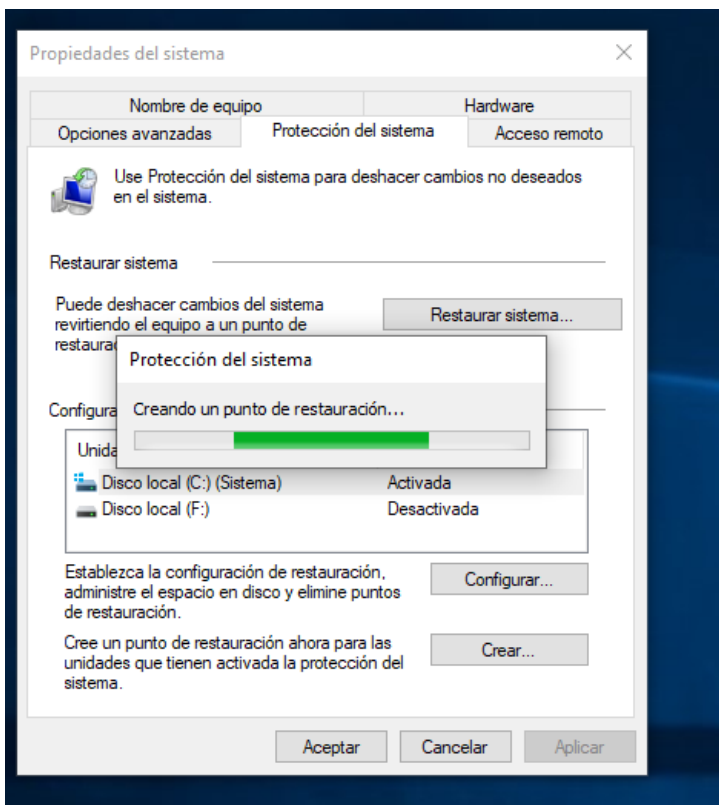 Propiedades del sistema
Nombre de equipo
Hardware
Opciones avanzadas
Protección del sistema
Acceso remoto
Use Protección del sistema para deshacer cambios no deseados
en el sistema.
Restaurar sistema
Puede deshacer cambios del sistema
revirtiendo el equipo a un punto de
restaura
Restaurar sistema...
Protección del sistema
Creando un punto de restauración...
Configura
Unida
Disco local (C:) (Sistema)
Activada
Disco local (F:)
Desactivada
Establezca la configuración de restauración,
administre el espacio en disco y elimine puntos
de restauración.
Configurar...
Cree un punto de restauración ahora para las
unidades que tienen activada la protección del
sistema.
Crear...
Aceptar
Cancelar
Aplicar